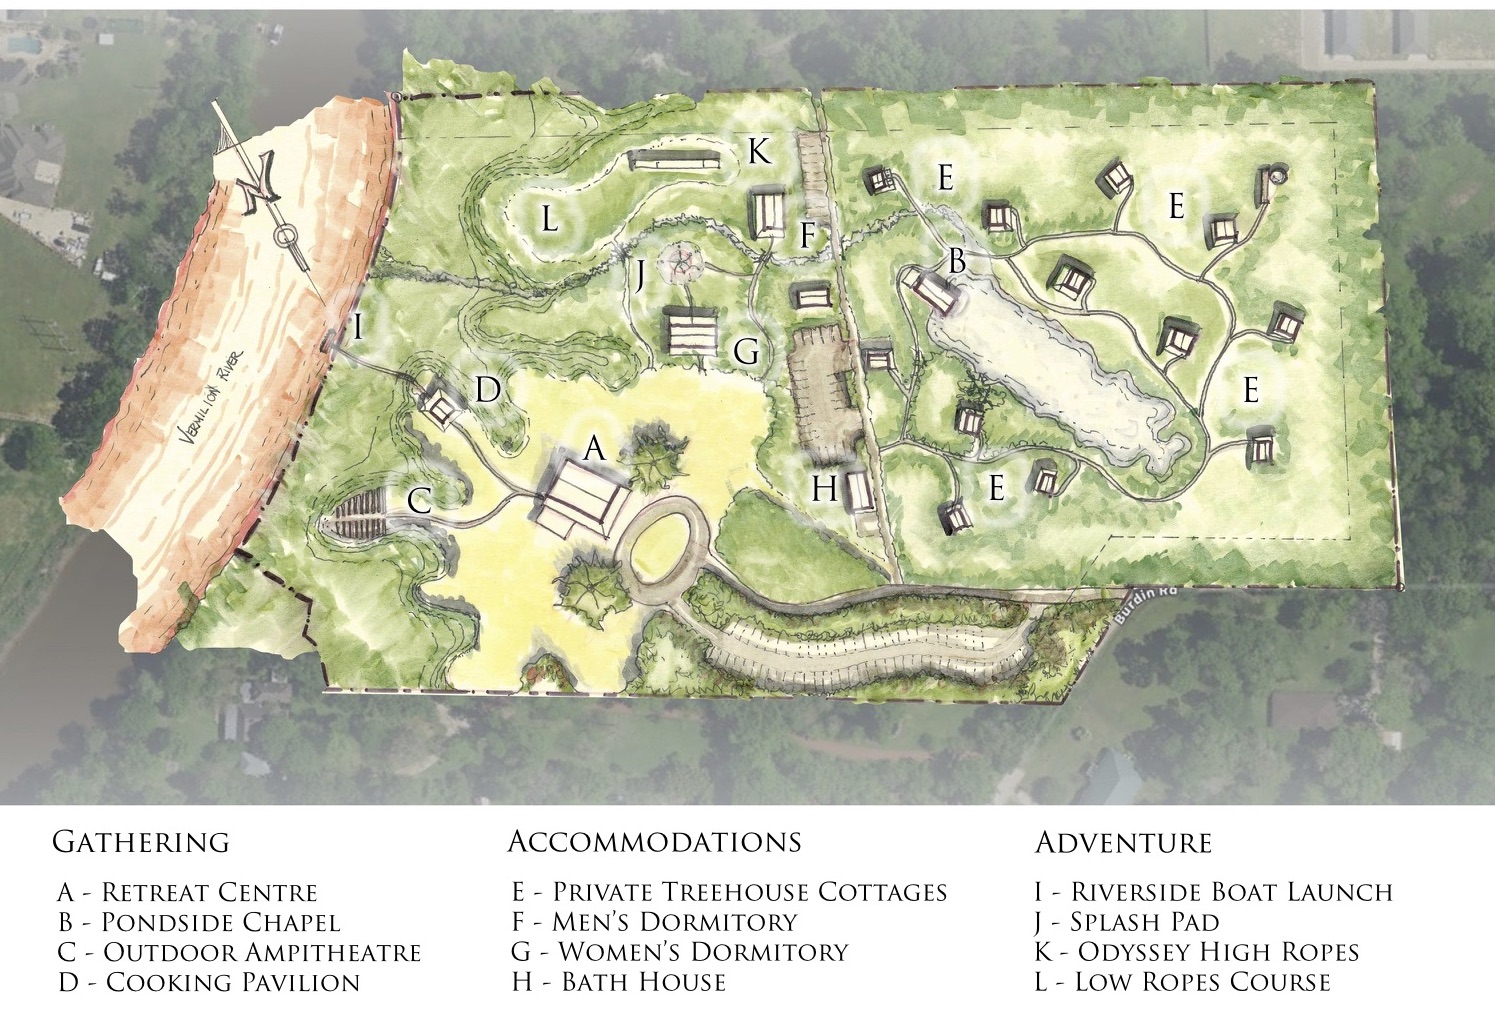 N
K
E
E
L
F
B
J
I
G
D
E
A
H
E
C
VERMILION RIVER
Burdin Rd
GATHERING
A - RETREAT CENTRE
B - PONDSIDE CHAPEL
C - OUTDOOR AMPITHEATRE
D - COOKING PAVILION
ACCOMMODATIONS
E - PRIVATE TREEHOUSE COTTAGES
F - MEN'S DORMITORY
G - WOMEN'S DORMITORY
H - BATH HOUSE
ADVENTURE
I - RIVERSIDE BOAT LAUNCH
J - SPLASH PAD
K - ODYSSEY HIGH ROPES
L - LOW ROPES COURSE